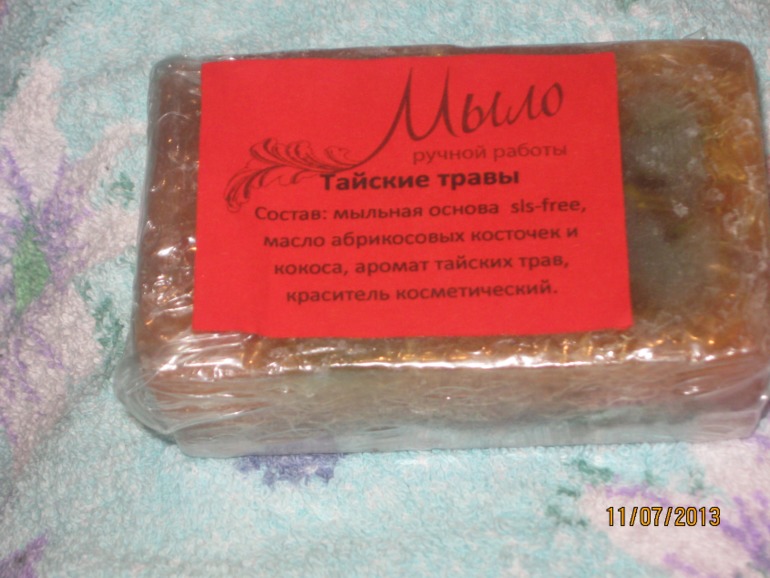 Мыло
ручной работы
Тайские травы
Состав: мыльная основа sls-free,
масло абрикосовых косточек и
кокоса, аромат тайских трав,
краситель косметический.
11/07/2013